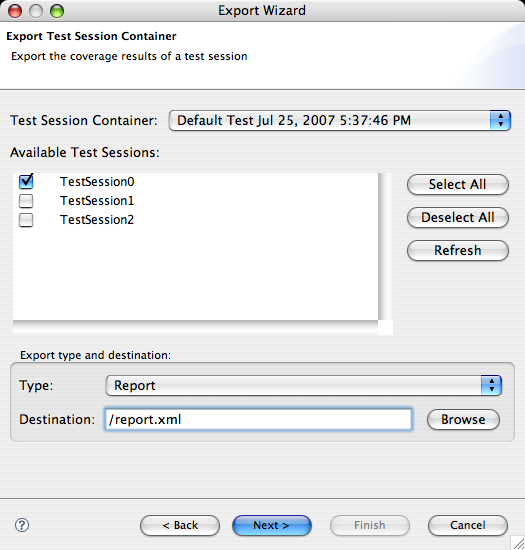 Export Wizard
Export Test Session Container
Export the coverage results of a test session
Test Session Container: Default Test Jul 25, 2007 5:37:46 PM
Available Test Sessions:
TestSession0
Select All
TestSession1
TestSession2
Deselect All
Refresh
Export type and destination:
Type: Report
Destination: /report.xml Browse
? < Back Next > Finish Cancel